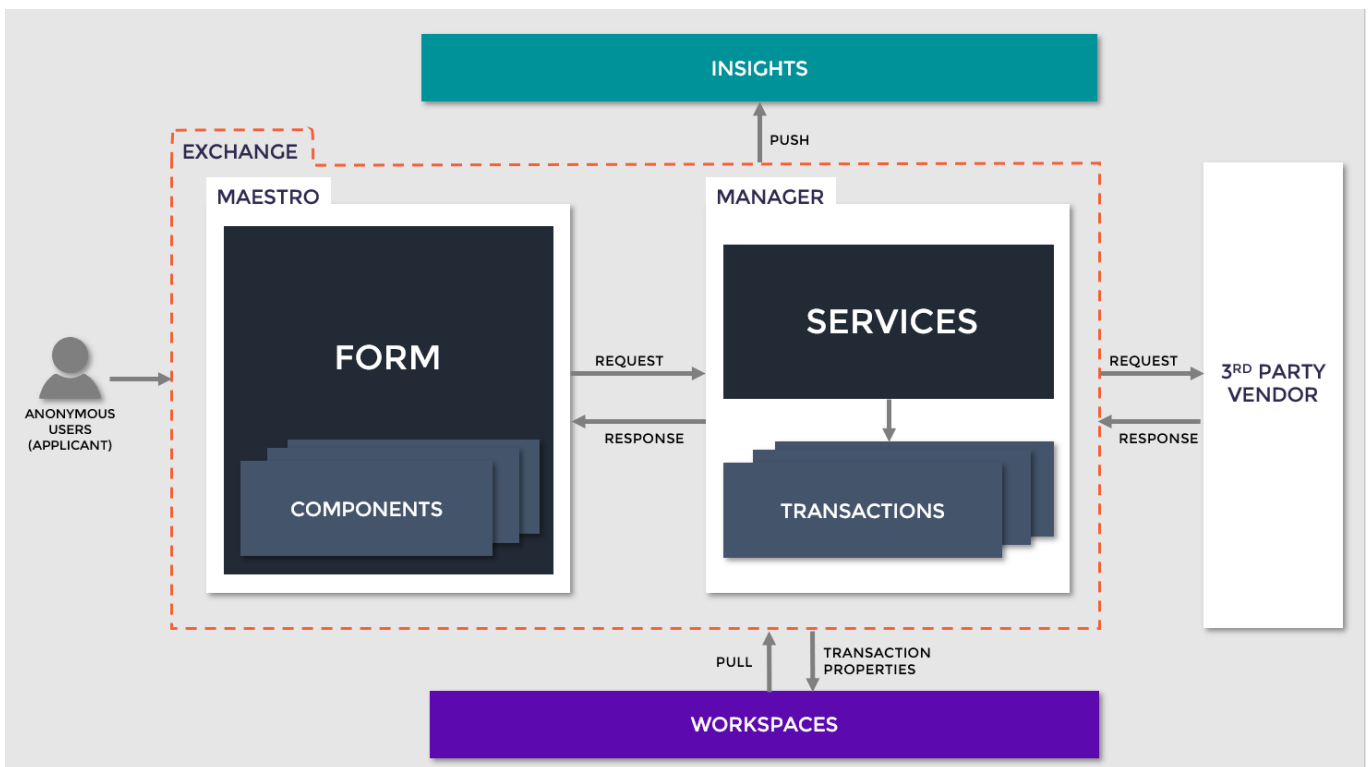 INSIGHTS
PUSH
EXCHANGE
MAESTRO
MANAGER
FORM
COMPONENTS
SERVICES
TRANSACTIONS
REQUEST
RESPONSE
REQUEST
RESPONSE
3RD PARTY
VENDOR
ANONYMOUS
USERS
(APPLICANT)
PULL
TRANSACTION
PROPERTIES
WORKSPACES